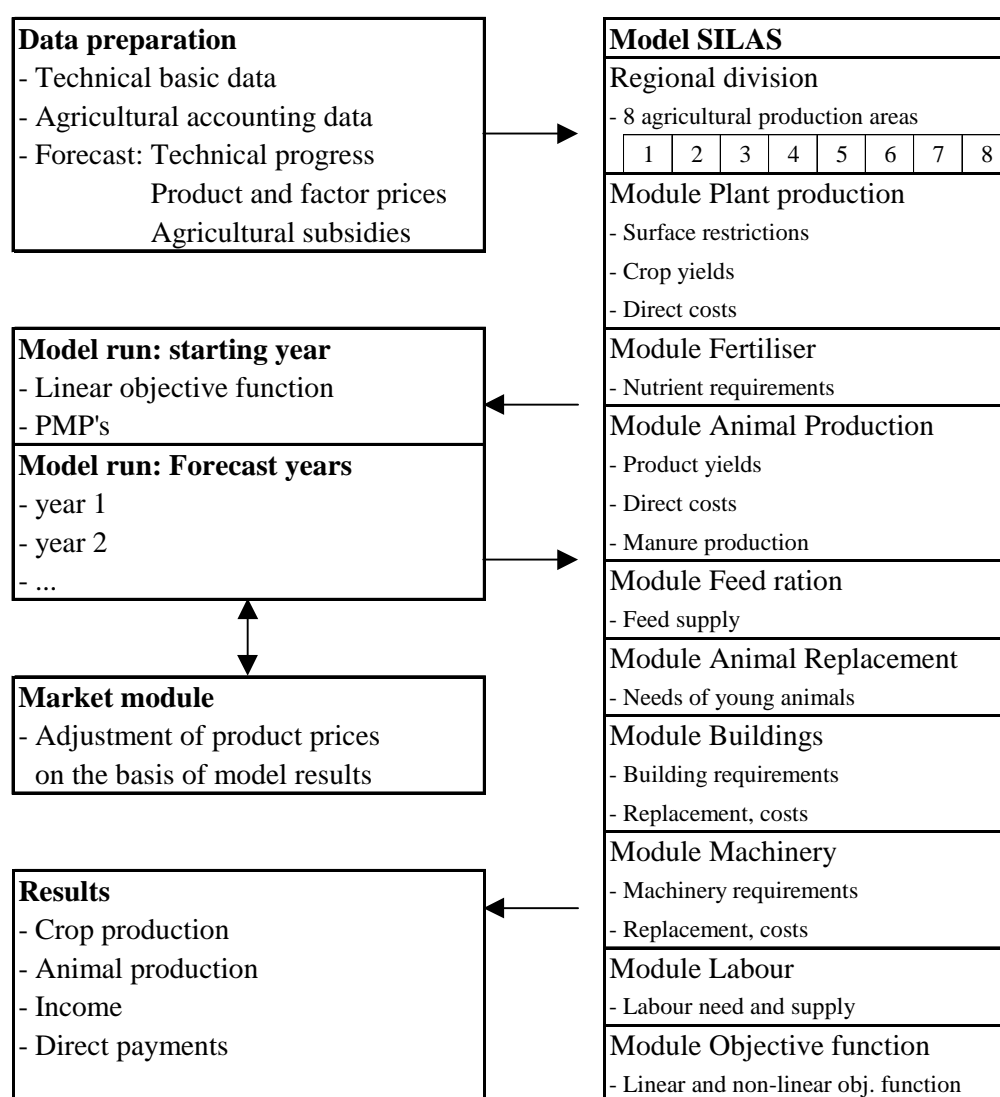 Data preparation
- Technical basic data
- Agricultural accounting data
- Forecast: Technical progress
Product and factor prices
Agricultural subsidies
Model run: starting year
- Linear objective function
- PMP's
Model run: Forecast years
- year 1
- year 2
- ...
Market module
- Adjustment of product prices
on the basis of model results
Results
- Crop production
- Animal production
- Income
- Direct payments
Model SILAS
Regional division
- 8 agricultural production areas
1 2 3 4 5 6 7 8
Module Plant production
- Surface restrictions
- Crop yields
- Direct costs
Module Fertiliser
- Nutrient requirements
Module Animal Production
- Product yields
- Direct costs
- Manure production
Module Feed ration
- Feed supply
Module Animal Replacement
- Needs of young animals
Module Buildings
- Building requirements
- Replacement, costs
Module Machinery
- Machinery requirements
- Replacement, costs
Module Labour
- Labour need and supply
Module Objective function
- Linear and non-linear obj. function